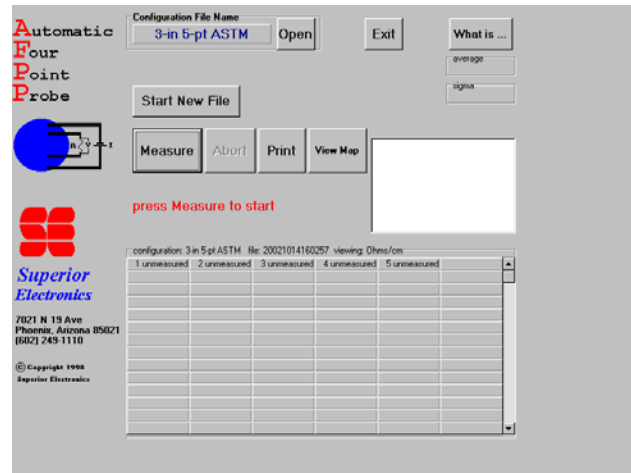 Automatic
Four
Point
Probe
Configuration File Name
3-in 5-pt ASTM
Open
Exit
What is ...
average
sigma
Start New File
Measure
Abort
Print
View Map
R
V
I
press Measure to start
Superior
Electronics
7021 N 19 Ave
Phoenix, Arizona 85021
(602) 249-1110
© Copyright 1998
Superior Electronics
configuration: 3-in 5-pt ASTM file: 20021014160257 viewing: Ohms/cm
1 unmeasured 2 unmeasured 3 unmeasured 4 unmeasured 5 unmeasured